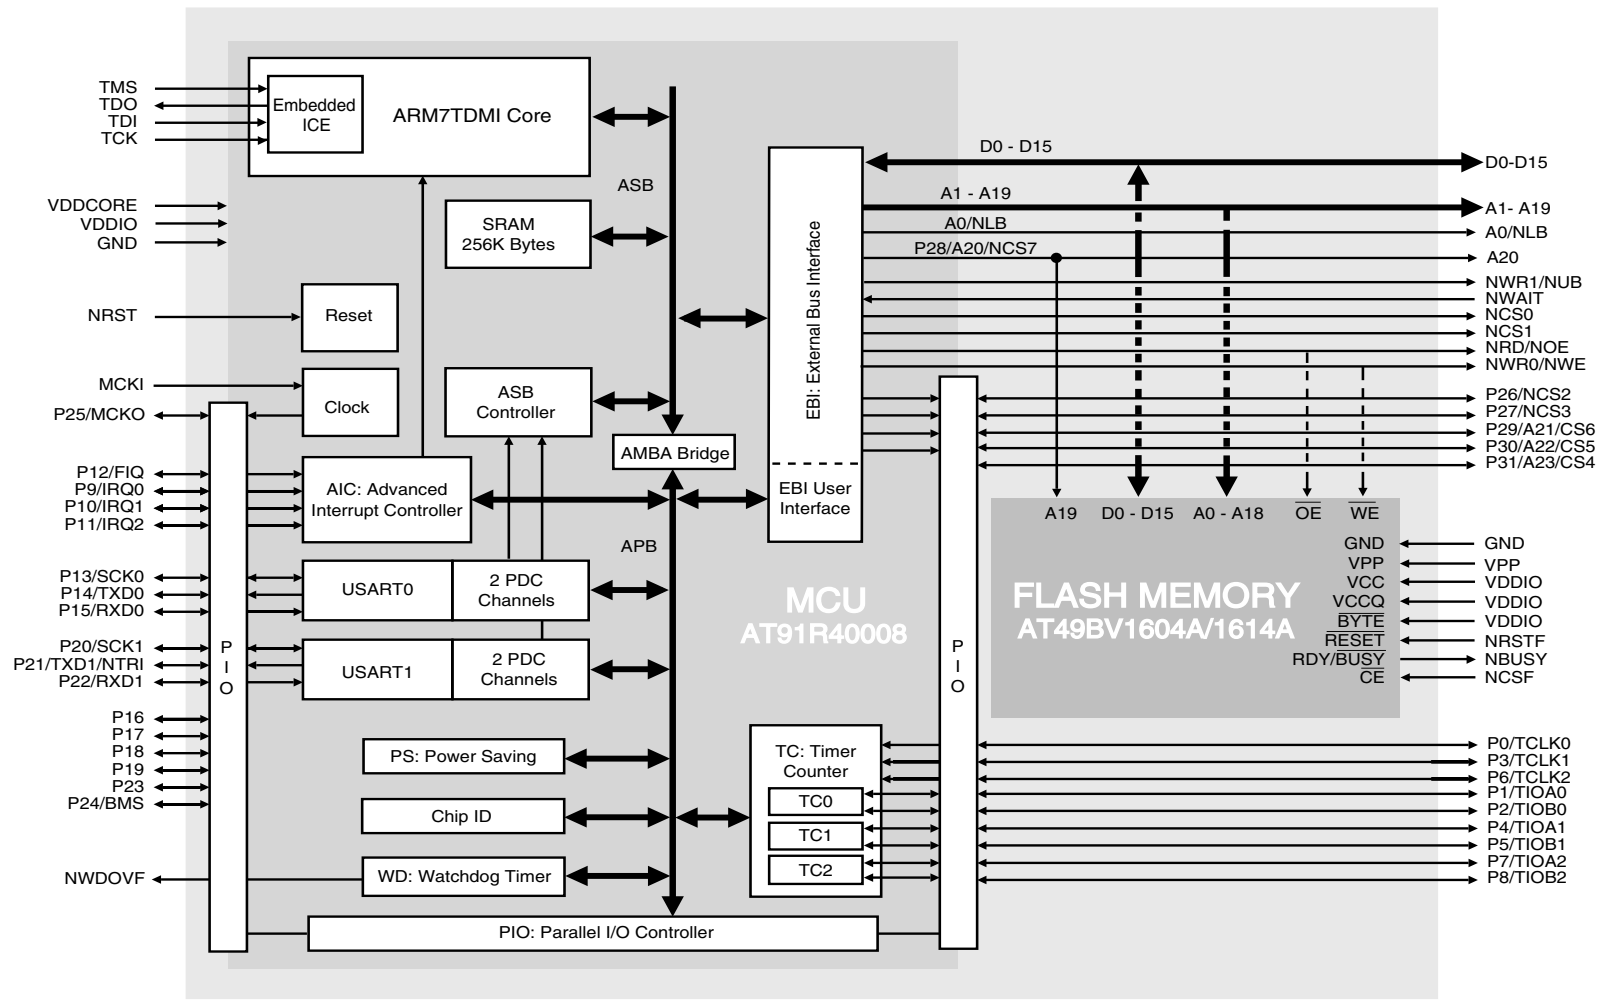 TMS
TDO
TDI
TCK
Embedded
ICE
ARM7TDMI Core
VDDCORE
VDDIO
GND
ASB
SRAM
256K Bytes
NRST
Reset
MCKI
P25/MCKO
Clock
ASB
Controller
AMBA Bridge
P12/FIQ
P9/IRQ0
P10/IRQ1
P11/IRQ2
AIC: Advanced
Interrupt Controller
APB
P13/SCK0
P14/TXD0
P15/RXD0
USART0
2 PDC
Channels
P20/SCK1
P21/TXD1/NTRI
P22/RXD1
USART1
2 PDC
Channels
PIO
P16
P17
P18
P19
P23
P24/BMS
PS: Power Saving
Chip ID
NWDOVF
WD: Watchdog Timer
PIO: Parallel I/O Controller
EBI: External Bus Interface
EBI User
Interface
MCU
AT91R40008
TC: Timer
Counter
TC0
TC1
TC2
PIO
D0 - D15
A1 - A19
A0/NLB
P28/A20/NCS7
D0-D15
A1- A19
A0/NLB
A20
NWR1/NUB
NWAIT
NCS0
NCS1
NRD/NOE
NWR0/NWE
P26/NCS2
P27/NCS3
P29/A21/CS6
P30/A22/CS5
P31/A23/CS4
A19 D0 - D15 A0 - A18 OE WE
FLASH MEMORY
AT49BV1604A/1614A
GND
VPP
VCC
VCCQ
BYTE
RESET
RDY/BUSY
CE
GND
VPP
VDDIO
VDDIO
VDDIO
NRSTF
NBUSY
NCSF
P0/TCLK0
P3/TCLK1
P6/TCLK2
P1/TIOA0
P2/TIOB0
P4/TIOA1
P5/TIOB1
P7/TIOA2
P8/TIOB2